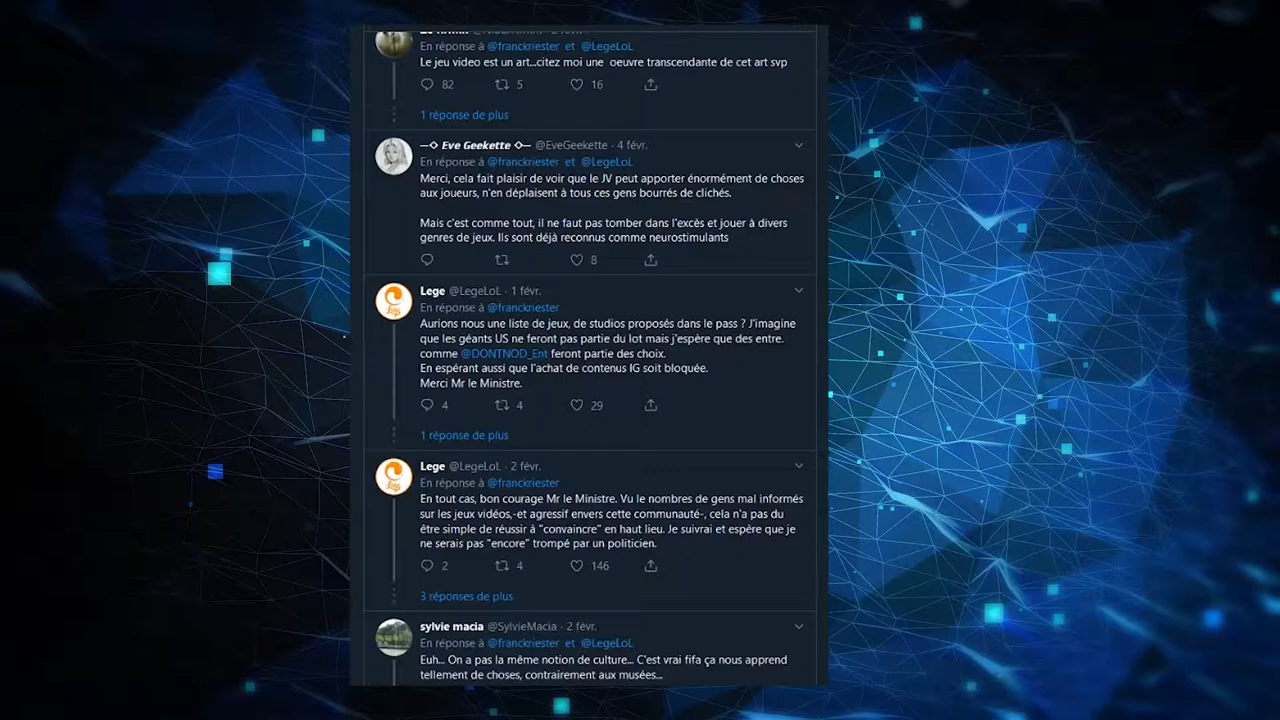 En réponse à @franckriester et @LegeLoL
Le jeu video est un art...citez moi une oeuvre transcendante de cet art svp
82 5 16
1 réponse de plus
—◇ Eve Geekette ◇— @EveGeekette · 4 févr.
En réponse à @franckriester et @LegeLoL
Merci, cela fait plaisir de voir que le JV peut apporter énormément de choses
aux joueurs, n'en déplaisent à tous ces gens bourrés de clichés.
Mais c'est comme tout, il ne faut pas tomber dans l'excès et jouer à divers
genres de jeux. Ils sont déjà reconnus comme neurostimulants
8
Lege @LegeLoL · 1 févr.
En réponse à @franckriester
Aurions nous une liste de jeux, de studios proposés dans le pass ? J'imagine
que les géants US ne feront pas partie du lot mais j'espère que des entre.
comme @DONTNOD_Ent feront partie des choix.
En espérant aussi que l'achat de contenus IG soit bloquée.
Merci Mr le Ministre.
4 4 29
1 réponse de plus
Lege @LegeLoL · 2 févr.
En réponse à @franckriester
En tout cas, bon courage Mr le Ministre. Vu le nombres de gens mal informés
sur les jeux vidéos,-et agressif envers cette communauté-, cela n'a pas du
être simple de réussir à "convaincre" en haut lieu. Je suivrai et espère que je
ne serais pas "encore" trompé par un politicien.
2 4 146
3 réponses de plus
sylvie macia @SylvieMacia · 2 févr.
En réponse à @franckriester et @LegeLoL
Euh... On a pas la même notion de culture... C'est vrai fifa ça nous apprend
tellement de choses, contrairement aux musées...